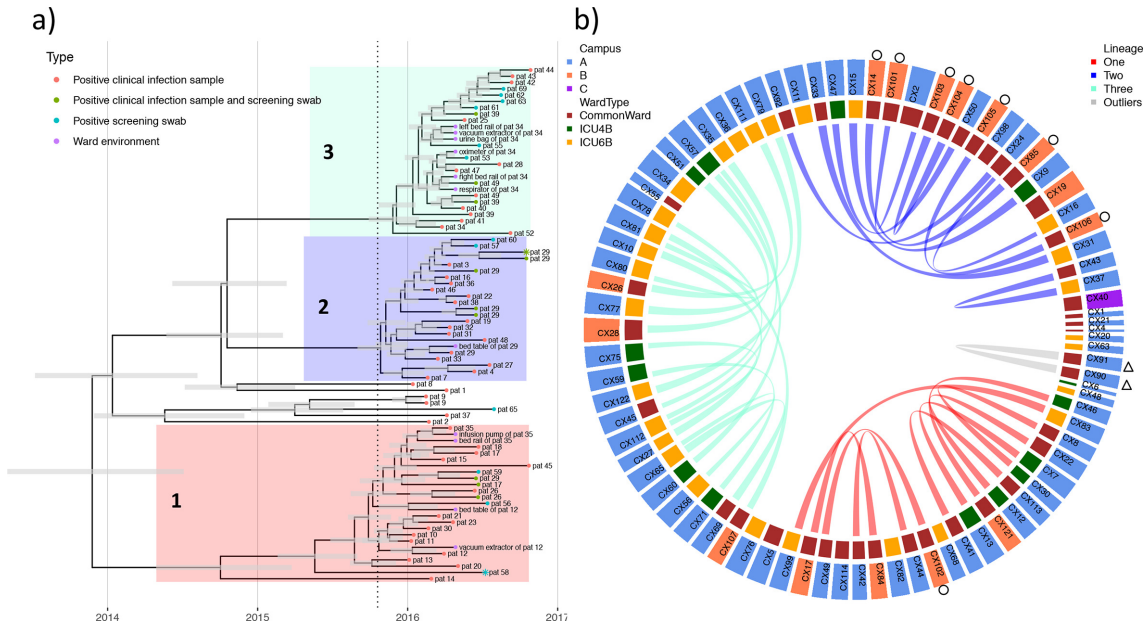 a)
Type
Positive clinical infection sample
Positive clinical infection sample and screening swab
Positive screening swab
Ward environment
3
pat 44
pat 43
pat 42
pat 69
pat 62
pat 63
pat 61
pat 39
pat 25
left bed rail of pat 34
vacuum extractor of pat 34
urine bag of pat 34
pat 55
oximeter of pat 34
pat 53
pat 28
pat 47
right bed rail of pat 34
pat 49
respirator of pat 34
pat 49
pat 39
pat 40
pat 39
pat 41
pat 34
pat 52
2
pat 60
pat 57
pat 29
pat 29
pat 3
pat 29
pat 16
pat 36
pat 46
pat 22
pat 38
pat 29
pat 29
pat 19
pat 32
pat 31
pat 48
bed table of pat 29
pat 29
pat 33
pat 27
pat 4
pat 7
pat 8
pat 1
pat 9
pat 9
pat 65
pat 37
pat 2
1
pat 35
infusion pump of pat 35
bed rail of pat 35
pat 18
pat 17
pat 15
pat 45
pat 59
pat 29
pat 17
pat 26
pat 26
pat 56
bed table of pat 12
pat 21
pat 23
pat 30
pat 10
pat 11
vacuum extractor of pat 12
pat 12
pat 13
pat 20
pat 58
pat 14
2014
2015
2016
2017
b)
Campus
A
B
C
WardType
CommonWard
ICU4B
ICU6B
Lineage
One
Two
Three
Outliers
CX14
CX101
CX2
CX103
CX104
CX50
CX105
CX98
CX24
CX85
CX9
CX19
CX16
CX106
CX31
CX43
CX37
CX40
CX1
CX21
CX4
CX20
CX63
CX91
CX90
CX6
CX48
CX46
CX83
CX8
CX22
CX7
CX30
CX113
CX12
CX121
CX13
CX41
CX68
CX102
CX44
CX82
CX84
CX42
CX114
CX49
CX17
CX99
CX5
CX76
CX107
CX69
CX71
CX56
CX60
CX65
CX27
CX112
CX45
CX122
CX59
CX75
CX28
CX77
CX26
CX80
CX10
CX81
CX78
CX55
CX34
CX51
CX57
CX35
CX36
CX111
CX79
CX92
CX11
CX33
CX47
CX15